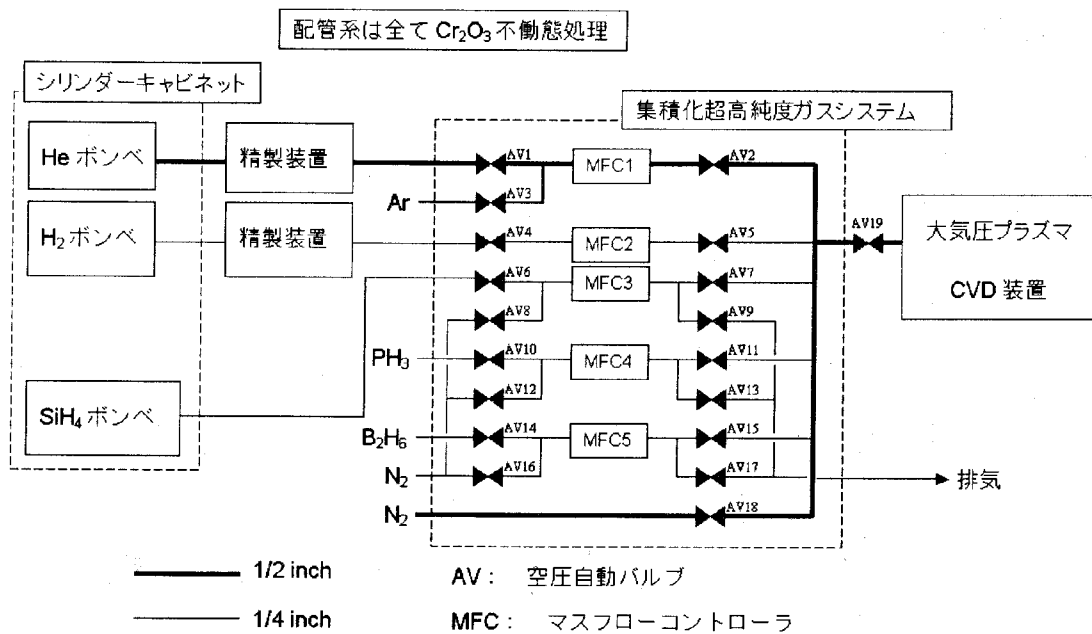 配管系は全て Cr₂O₃ 不働態処理
シリンダーキャビネット
集積化超高純度ガスシステム
He ボンベ
精製装置
AV1
MFC1
AV2
Ar
AV3
H₂ ボンベ
精製装置
AV4
MFC2
AV5
AV19
大気圧プラズマ
CVD 装置
AV6
MFC3
AV7
AV8
AV9
PH₃
AV10
MFC4
AV11
SiH₄ ボンベ
AV12
AV13
B₂H₆
AV14
MFC5
AV15
N₂
AV16
AV17
排気
N₂
AV18
1/2 inch
AV： 空圧自動バルブ
1/4 inch
MFC： マスフローコントローラ